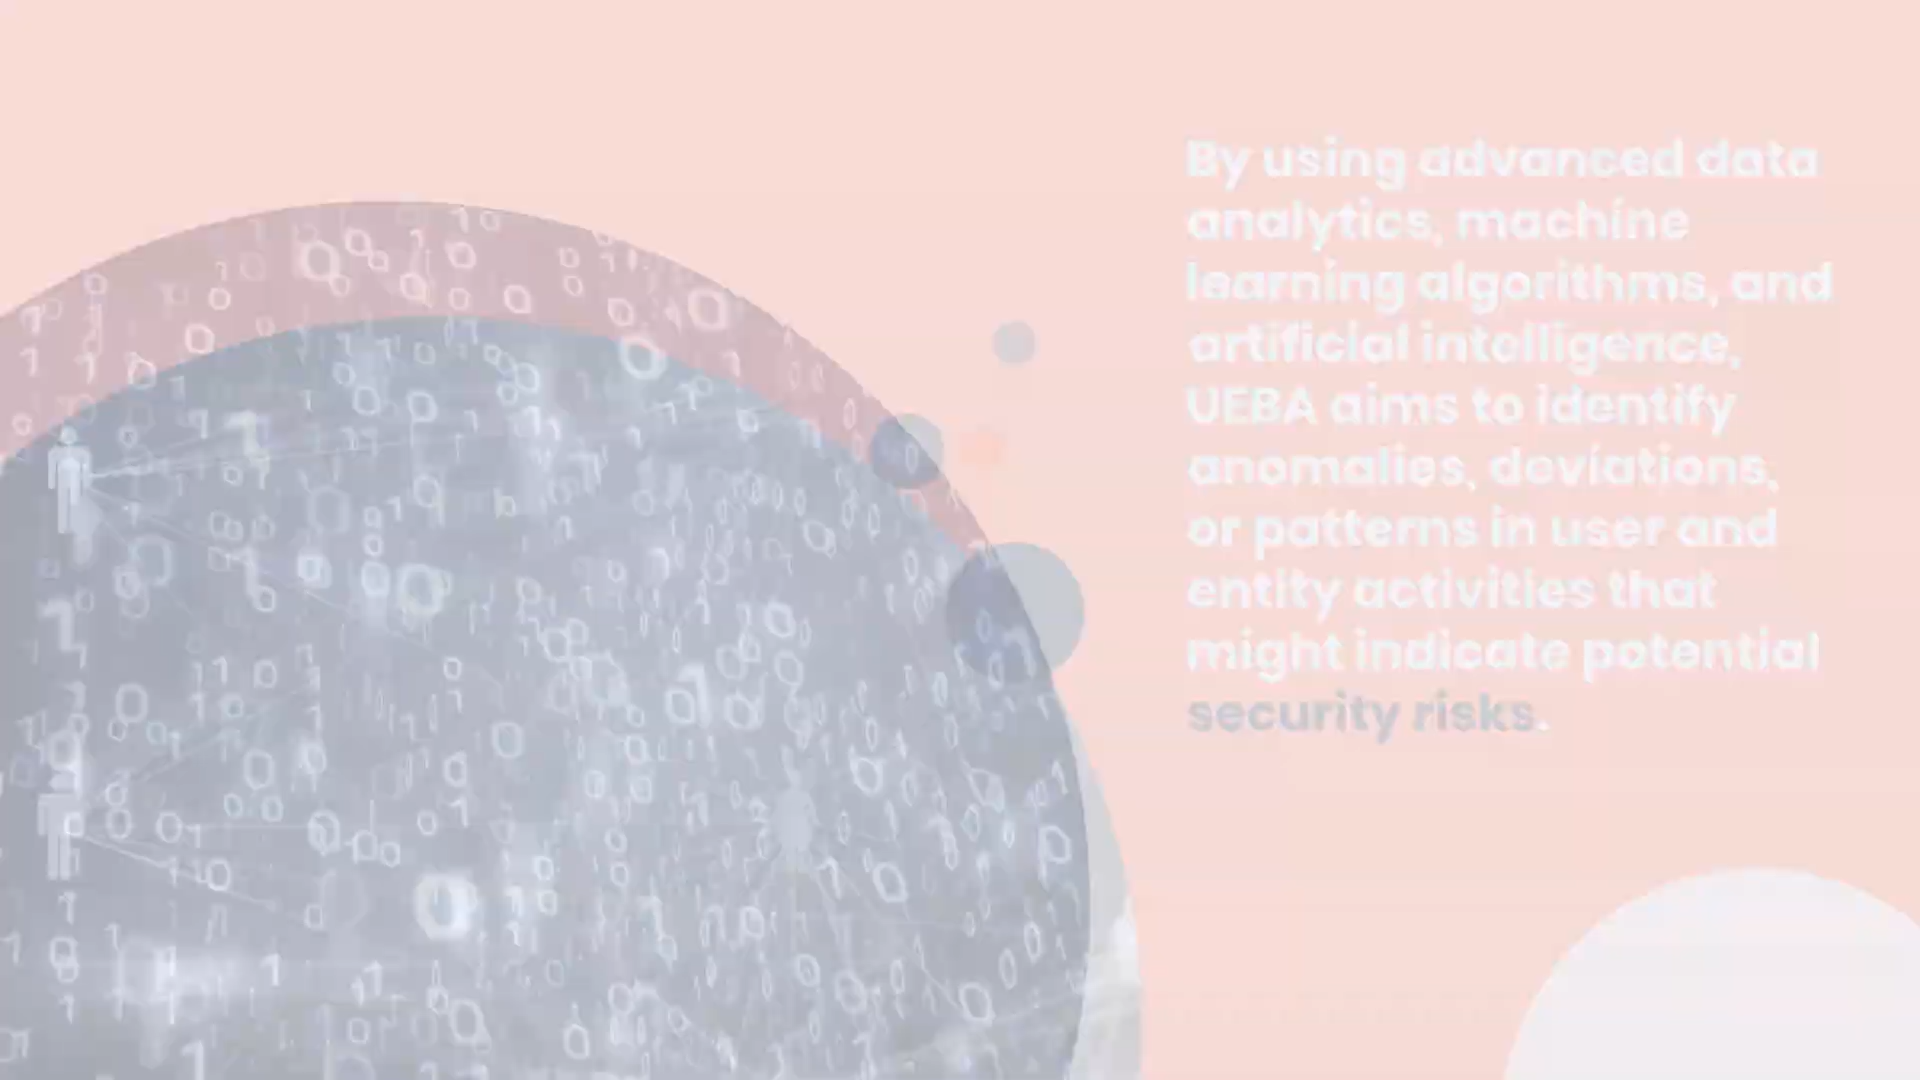 By using advanced data
analytics, machine
learning algorithms, and
artificial intelligence,
UEBA aims to identify
anomalies, deviations,
or patterns in user and
entity activities that
might indicate potential
security risks.